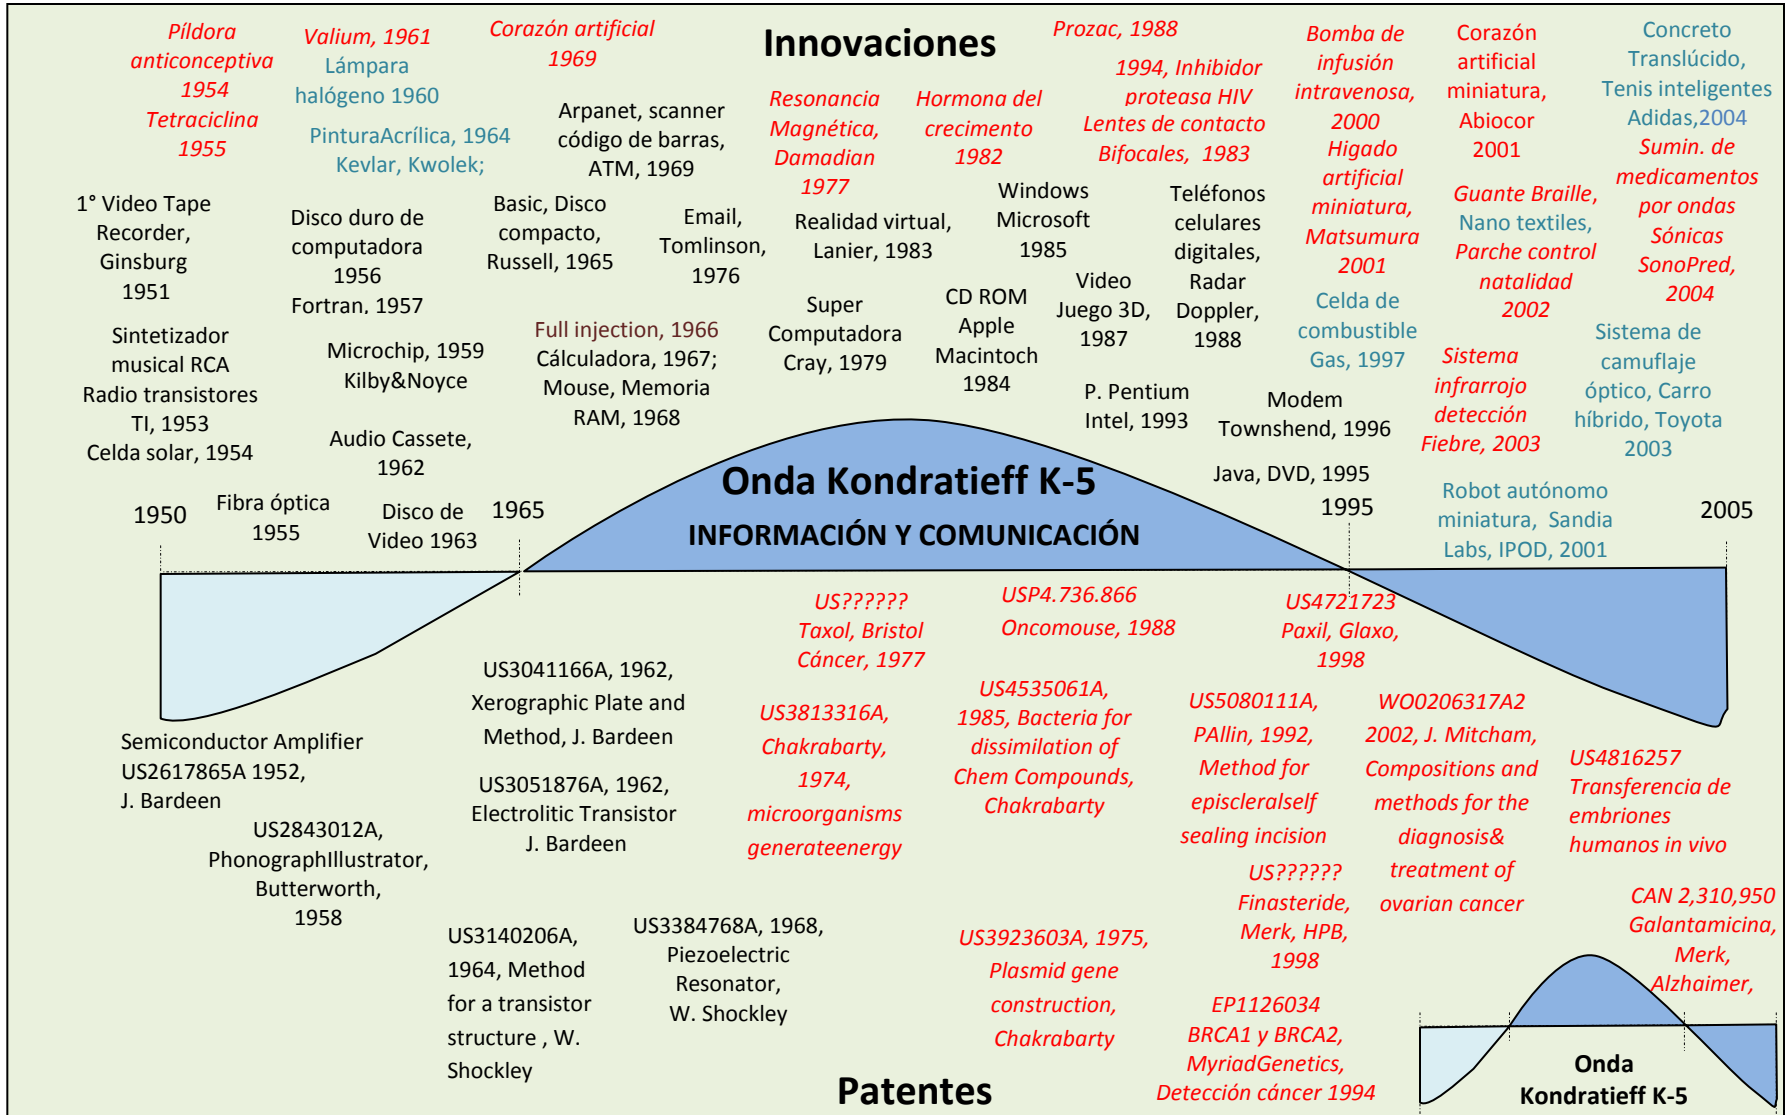 Innovaciones
Píldora
anticonceptiva
1954
Tetraciclina
1955
Valium, 1961
Lámpara
halógeno 1960
PinturaAcrílica, 1964
Kevlar, Kwolek;
Corazón artificial
1969
Arpanet, scanner
código de barras,
ATM, 1969
Resonancia
Magnética,
Damadian
1977
Hormona del
crecimento
1982
Prozac, 1988
1994, Inhibidor
proteasa HIV
Lentes de contacto
Bifocales, 1983
Bomba de
infusión
intravenosa,
2000
Higado
artificial
miniatura,
Matsumura
2001
Corazón
artificial
miniatura,
Abiocor
2001
Concreto
Translúcido,
Tenis inteligentes
Adidas,2004
Sumin. de
medicamentos
por ondas
Sónicas
SonoPred,
2004
1° Video Tape
Recorder,
Ginsburg
1951
Disco duro de
computadora
1956
Fortran. 1957
Basic, Disco
compacto,
Russell, 1965
Email,
Tomlinson,
1976
Realidad virtual,
Lanier, 1983
Windows
Microsoft
1985
Teléfonos
celulares
digitales,
Radar
Doppler,
1988
Guante Braille,
Nano textiles,
Parche control
natalidad
2002
Sintetizador
musical RCA
Radio transistores
TI, 1953
Celda solar, 1954
Microchip, 1959
Kilby&Noyce
Full injection, 1966
Cálculadora, 1967;
Mouse, Memoria
RAM, 1968
Super
Computadora
Cray, 1979
CD ROM
Apple
Macintoch
1984
Video
Juego 3D,
1987
Celda de
combustible
Gas, 1997
Sistema
infrarrojo
detección
Fiebre, 2003
Sistema de
camuflaje
óptico, Carro
híbrido, Toyota
2003
P. Pentium
Intel, 1993
Modem
Townshend, 1996
Audio Cassete,
1962
Java, DVD, 1995
Fibra óptica
1955
Disco de
Video 1963
Robot autónomo
miniatura, Sandia
Labs, IPOD, 2001
1950
1965
1995
2005
Onda Kondratieff K-5
INFORMACIÓN Y COMUNICACIÓN
US??????
Taxol, Bristol
Cáncer, 1977
USP4.736.866
Oncomouse, 1988
US4721723
Paxil, Glaxo,
1998
US3041166A, 1962,
Xerographic Plate and
Method, J. Bardeen
US3813316A,
Chakrabarty,
1974,
microorganisms
generateenergy
US4535061A,
1985, Bacteria for
dissimilation of
Chem Compounds,
Chakrabarty
US5080111A,
PAllin, 1992,
Method for
episcleralself
sealing incision
WO0206317A2
2002, J. Mitcham,
Compositions and
methods for the
diagnosis&
treatment of
ovarian cancer
Semiconductor Amplifier
US2617865A 1952,
J. Bardeen
US3051876A, 1962,
Electrolitic Transistor
J. Bardeen
US4816257
Transferencia de
embriones
humanos in vivo
US2843012A,
PhonographIllustrator,
Butterworth,
1958
US??????
Finasteride,
Merk, HPB,
1998
CAN 2,310,950
Galantamicina,
Merk,
Alzhaimer,
US3140206A,
1964, Method
for a transistor
structure , W.
Shockley
US3384768A, 1968,
Piezoelectric
Resonator,
W. Shockley
US3923603A, 1975,
Plasmid gene
construction,
Chakrabarty
EP1126034
BRCA1 y BRCA2,
MyriadGenetics,
Detección cáncer 1994
Patentes
Onda
Kondratieff K-5